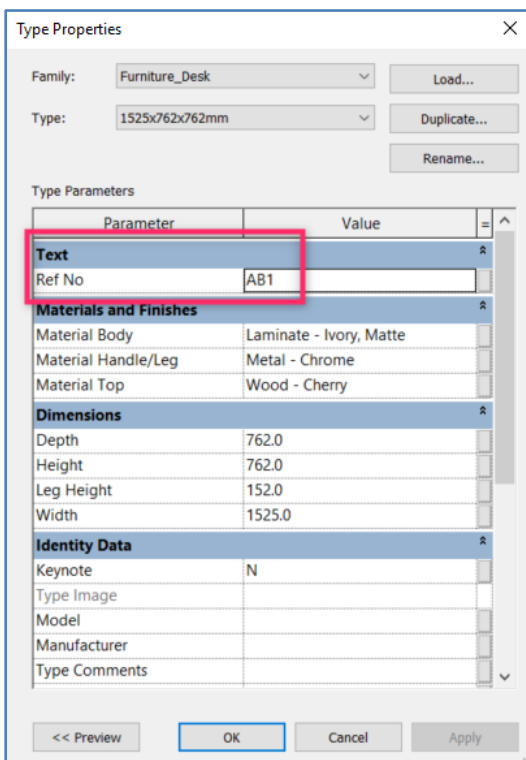 Type Properties
Family: Furniture_Desk Load...
Type: 1525x762x762mm Duplicate...
Rename...
Type Parameters
Parameter Value =
Text
Ref No AB1
Materials and Finishes
Material Body Laminate - Ivory, Matte
Material Handle/Leg Metal - Chrome
Material Top Wood - Cherry
Dimensions
Depth 762.0
Height 762.0
Leg Height 152.0
Width 1525.0
Identity Data
Keynote N
Type Image
Model
Manufacturer
Type Comments
<< Preview OK Cancel Apply